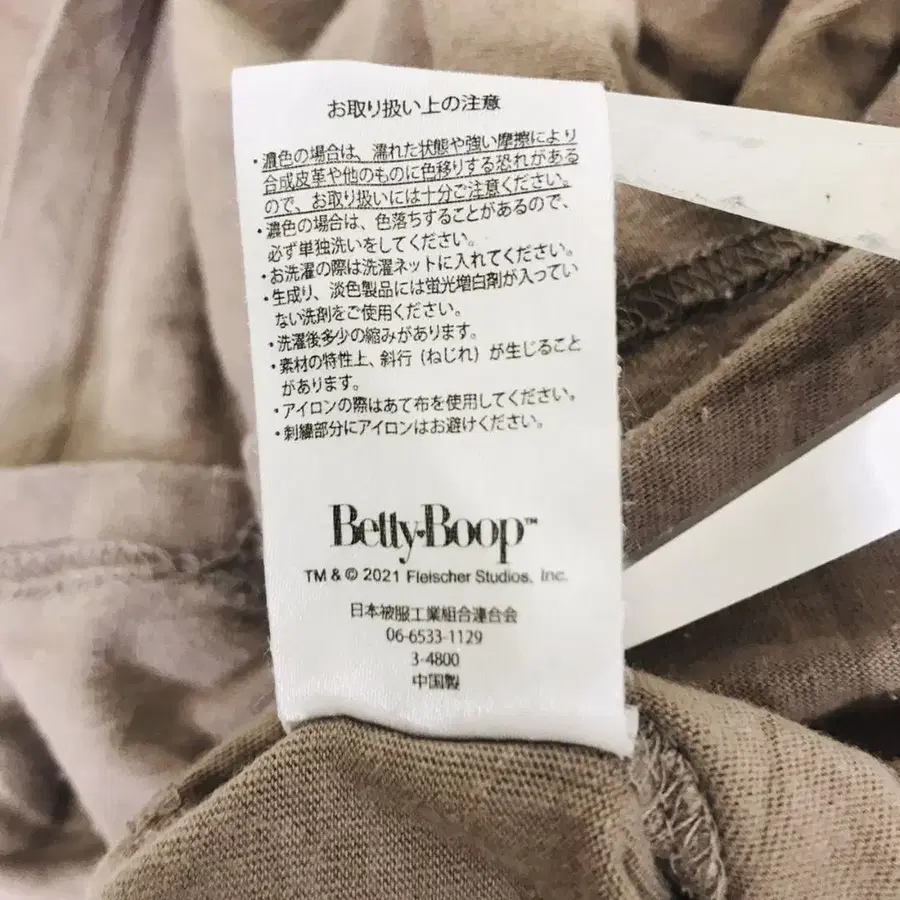 お取り扱い上の注意
・濃色の場合は、濡れた状態や強い摩擦により
合成皮革や他のものに色移りする恐れがある
ので、お取り扱いには十分ご注意ください。
・濃色の場合は、色落ちすることがあるので、
必ず単独洗いをしてください。
・お洗濯の際は洗濯ネットに入れてください。
・生成り、淡色製品には蛍光増白剤が入ってい
ない洗剤をご使用ください。
・洗濯後多少の縮みがあります。
・素材の特性上、斜行（ねじれ）が生じること
があります。
・アイロンの際はあて布を使用してください。
・刺繍部分にアイロンはお避けください。
Betty Boop™
TM & © 2021 Fleischer Studios, Inc.
日本被服工業組合連合会
06-6533-1129
3-4800
中国製